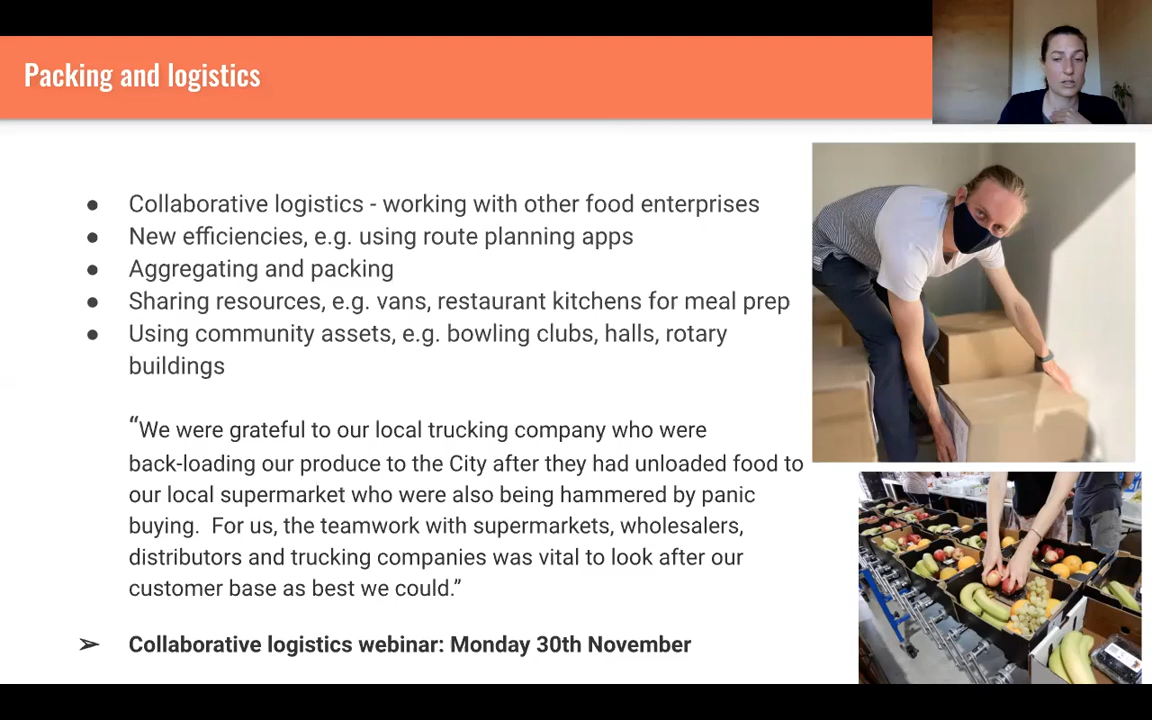 Packing and logistics
● Collaborative logistics - working with other food enterprises
● New efficiencies, e.g. using route planning apps
● Aggregating and packing
● Sharing resources, e.g. vans, restaurant kitchens for meal prep
● Using community assets, e.g. bowling clubs, halls, rotary
buildings
“We were grateful to our local trucking company who were
back-loading our produce to the City after they had unloaded food to
our local supermarket who were also being hammered by panic
buying.  For us, the teamwork with supermarkets, wholesalers,
distributors and trucking companies was vital to look after our
customer base as best we could.”
➢ Collaborative logistics webinar: Monday 30th November